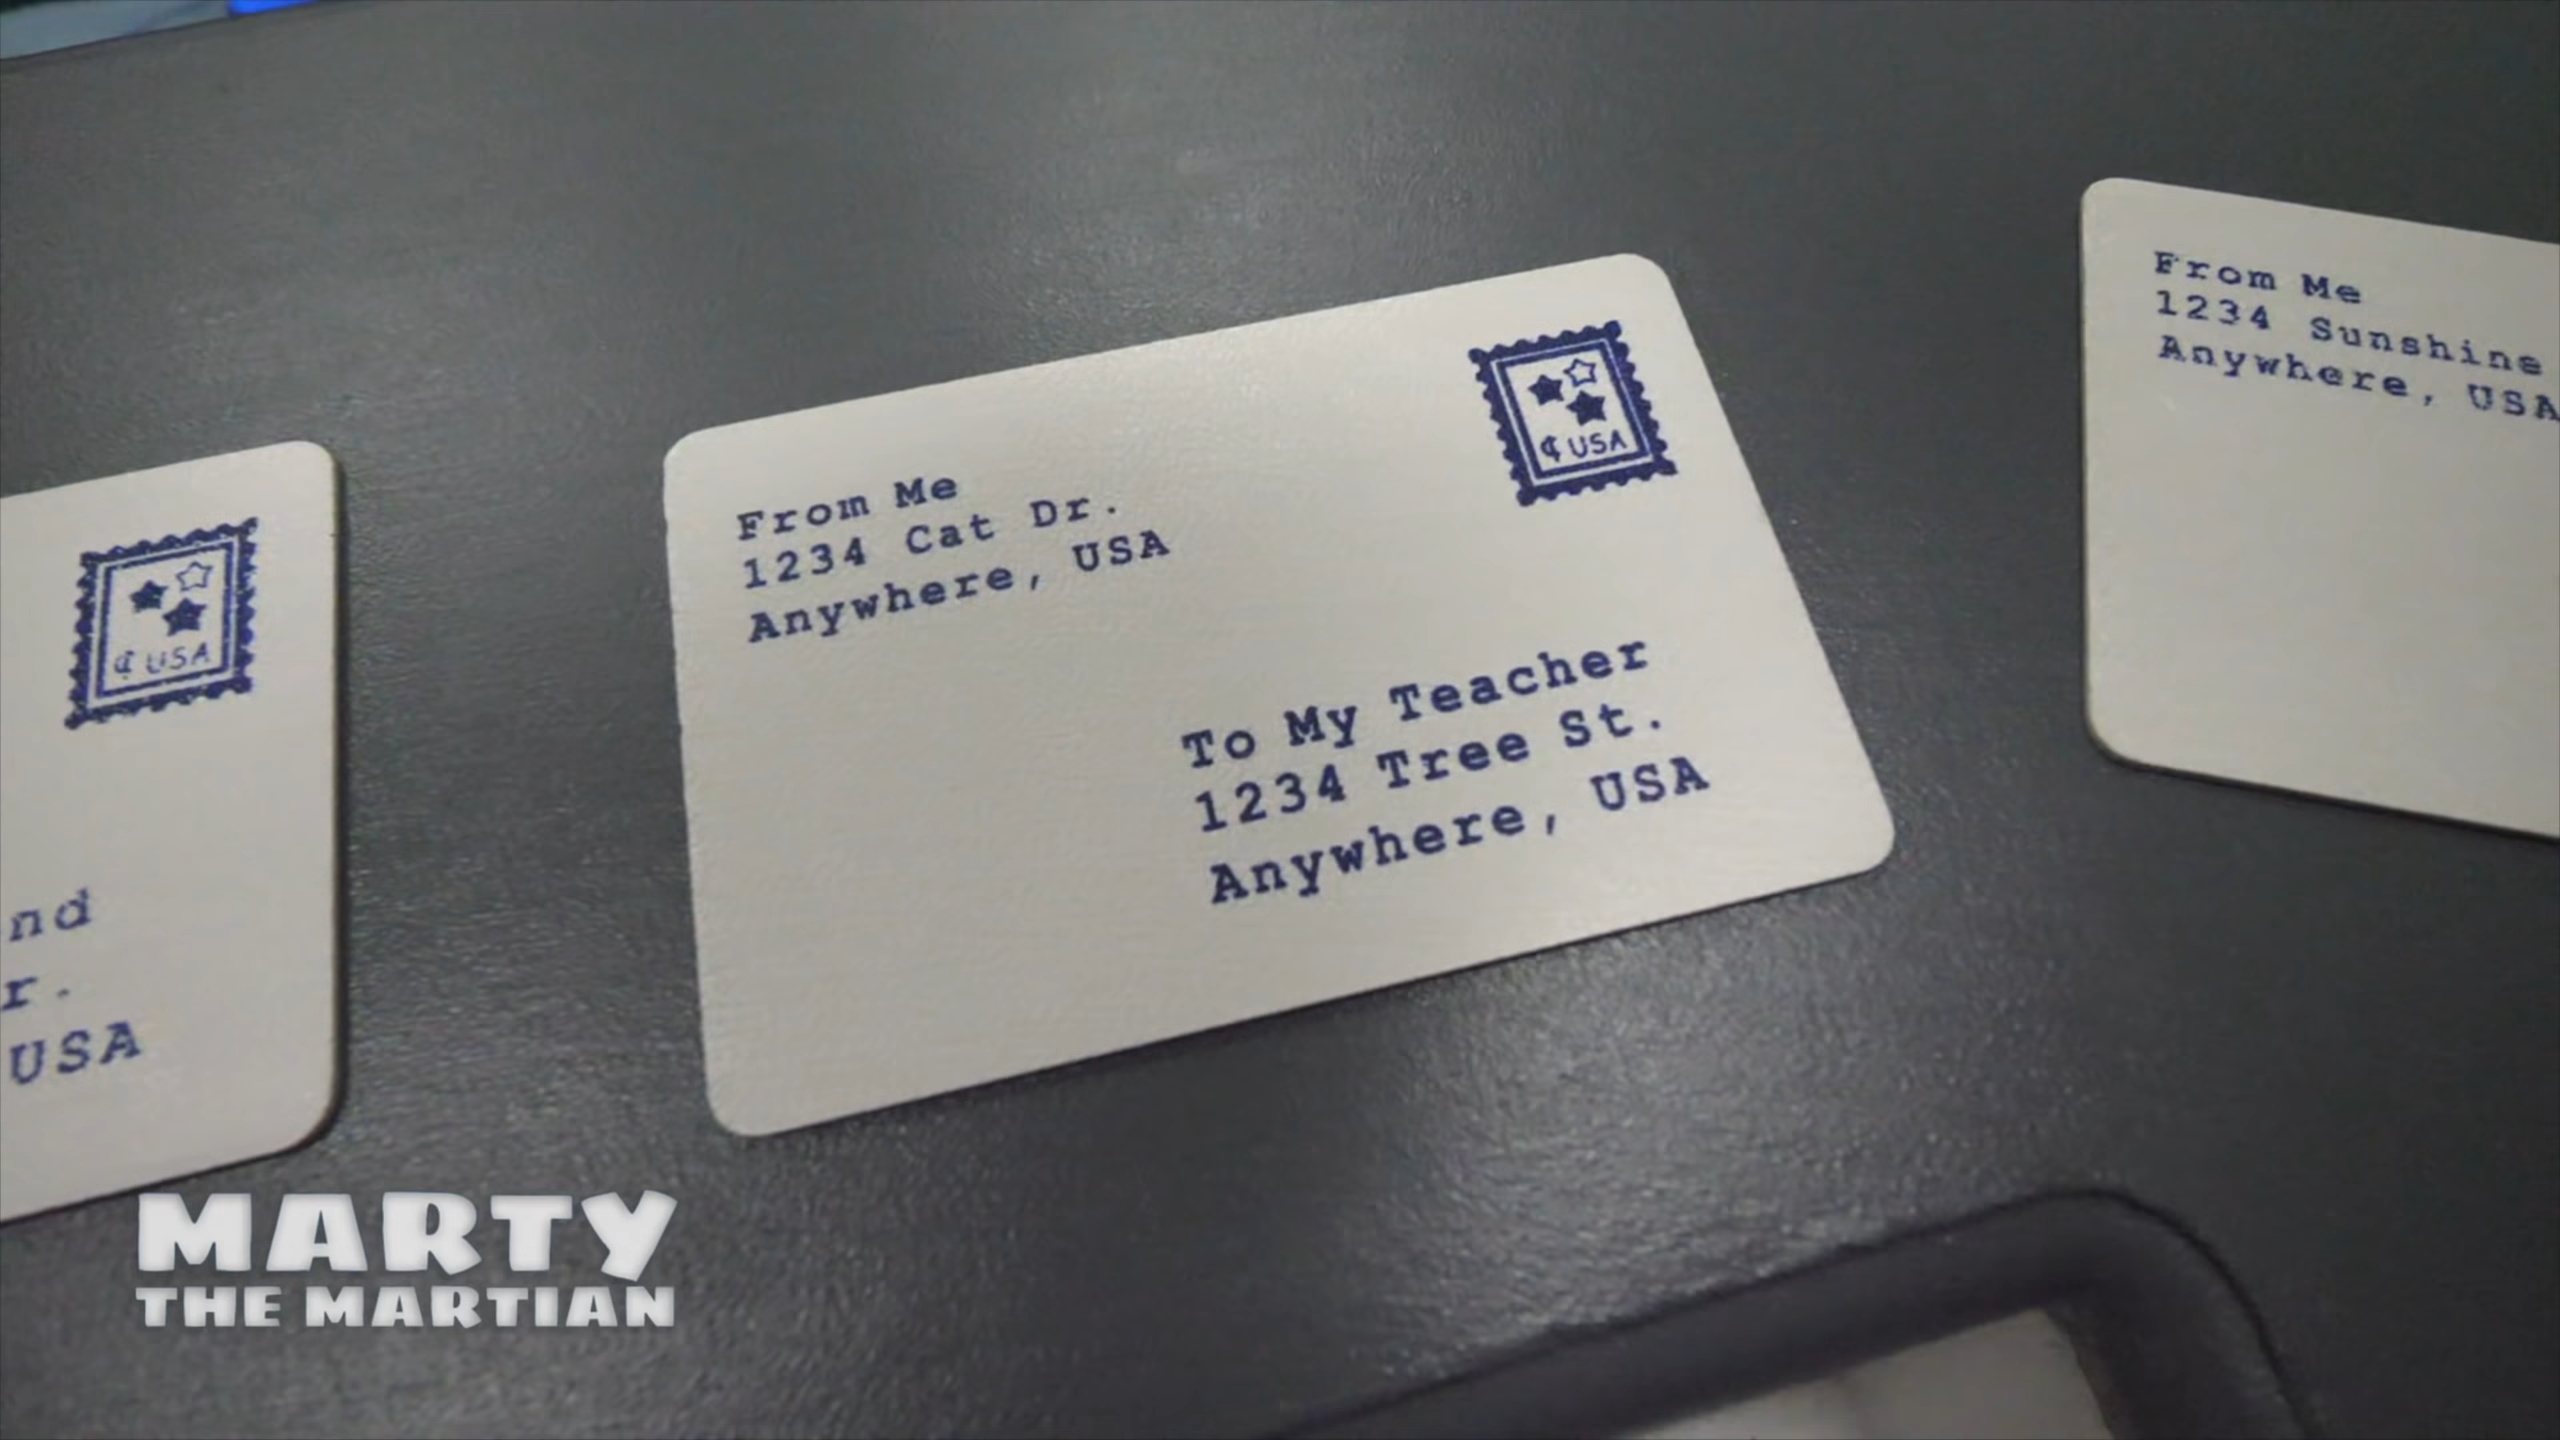 ¢ USA
nd
r.
USA
From Me
1234 Cat Dr.
Anywhere, USA
¢ USA
To My Teacher
1234 Tree St.
Anywhere, USA
From Me
1234 Sunshine
Anywhere, USA
MARTY
THE MARTIAN